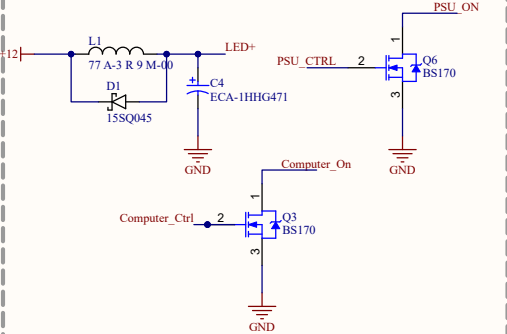 PSU_ON
L1
+12
LED+
77 A-3 R 9 M-00
1
PSU_CTRL
2
Q6
BS170
D1
C4
ECA-1HHG471
15SQ045
3
GND
GND
Computer_On
1
Computer_Ctrl
2
Q3
BS170
3
GND